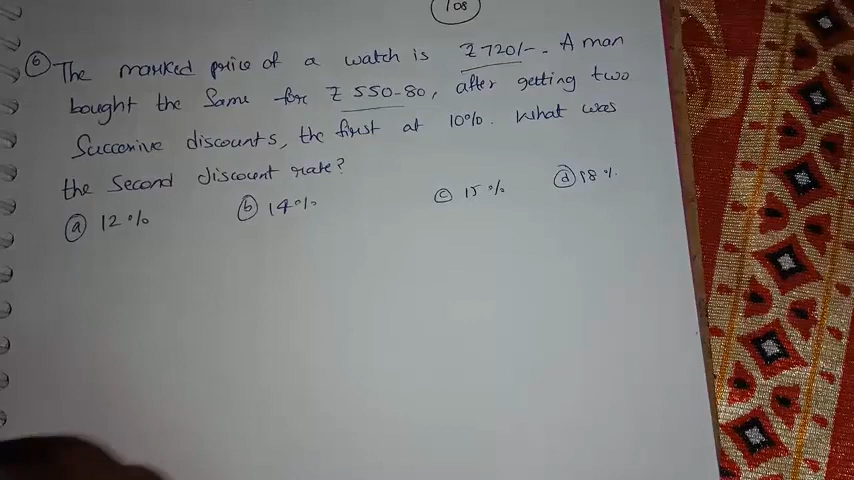 108
⑥ The marked price of a watch is ₹720/-. A man
bought the same for ₹ 550-80, after getting two
Succerive discounts, the first at 10%. What was
the second discount rate?
ⓐ 12% ⓑ 14% ⓒ 15% ⓓ 18%.